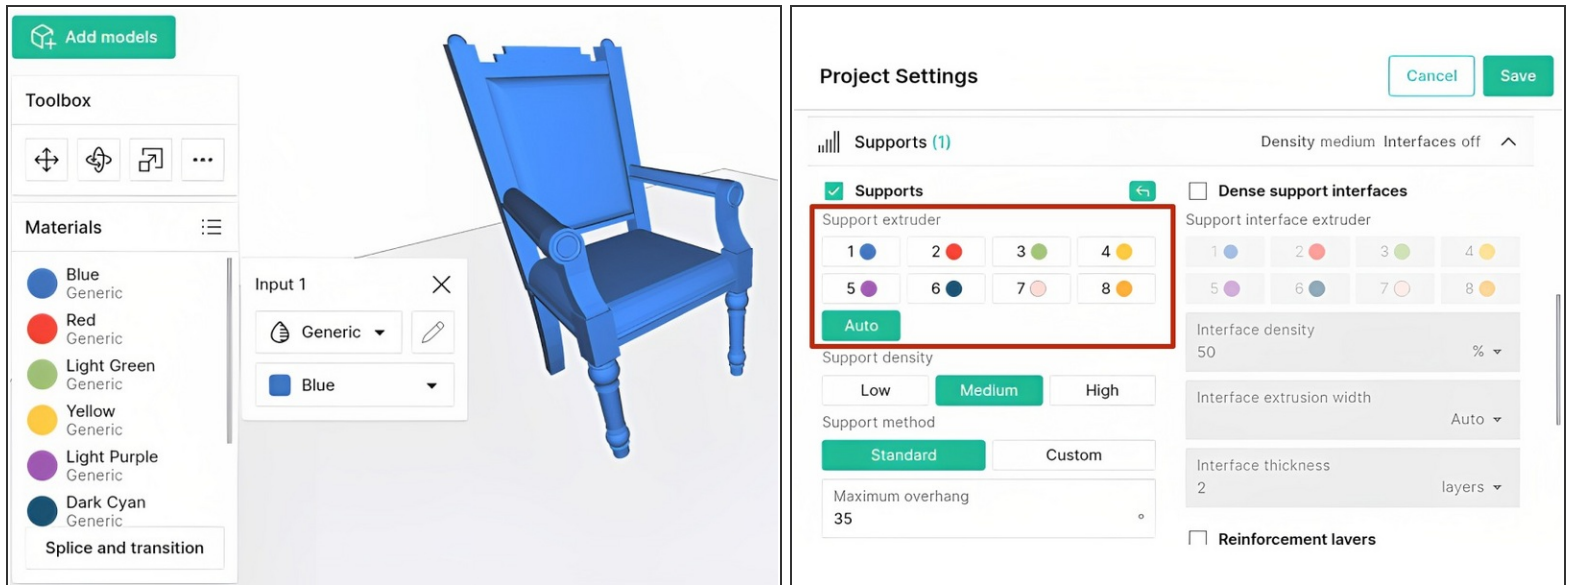 Add models
Toolbox
Materials
Blue
Generic
Red
Generic
Light Green
Generic
Yellow
Generic
Light Purple
Generic
Dark Cyan
Generic
Splice and transition
Input 1
Generic
Blue
Project Settings
Cancel
Save
Supports (1)
Density medium Interfaces off
Supports
Support extruder
1 2 3 4
5 6 7 8
Auto
Support density
Low Medium High
Support method
Standard Custom
Maximum overhang
35 °
Dense support interfaces
Support interface extruder
1 2 3 4
5 6 7 8
Interface density
50 %
Interface extrusion width
Auto
Interface thickness
2 layers
Reinforcement layers